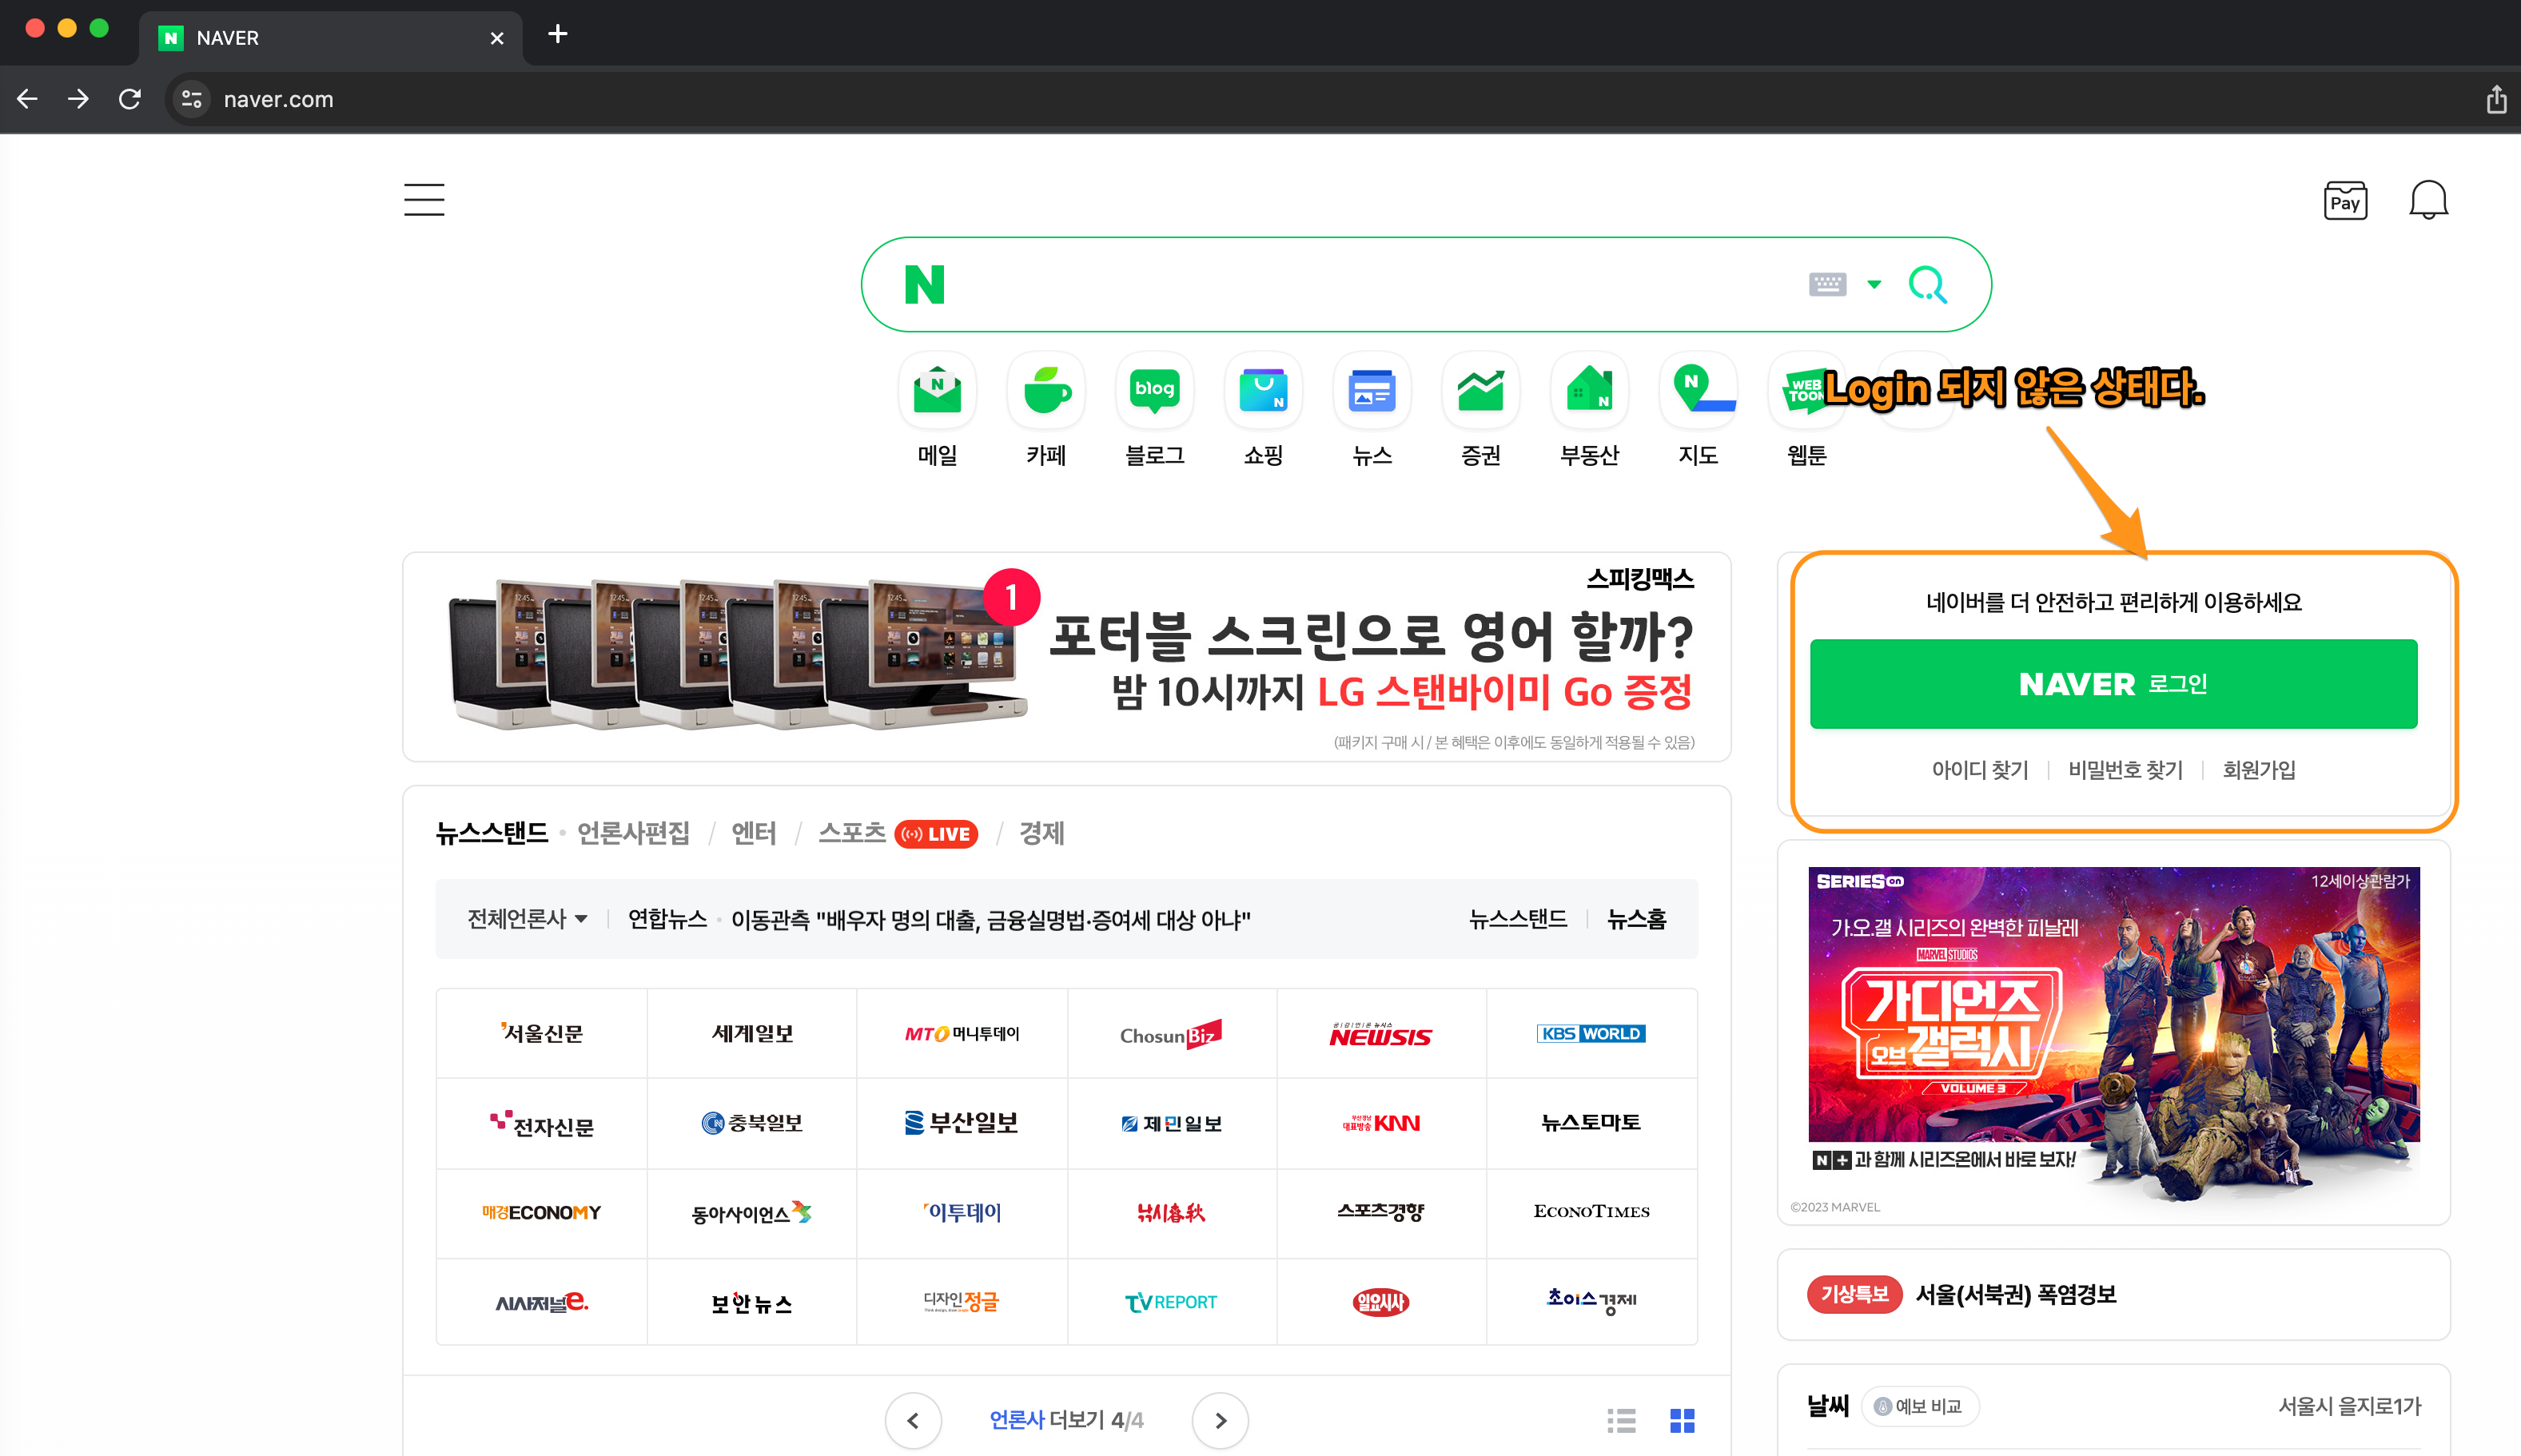 NAVER
naver.com
Pay
N
N
blog
N
N
N
WEB
TOON
Login 되지 않은 상태다.
메일
카페
블로그
쇼핑
뉴스
증권
부동산
지도
웹툰
1
스피킹맥스
포터블 스크린으로 영어 할까?
밤 10시까지 LG 스탠바이미 Go 증정
(패키지 구매 시 / 본 혜택은 이후에도 동일하게 적용될 수 있음)
네이버를 더 안전하고 편리하게 이용하세요
NAVER 로그인
아이디 찾기 | 비밀번호 찾기 | 회원가입
뉴스스탠드 • 언론사편집 / 엔터 / 스포츠 LIVE / 경제
전체언론사 | 연합뉴스 • 이동관측 "배우자 명의 대출, 금융실명법·증여세 대상 아냐" 뉴스스탠드 | 뉴스홈
서울신문 세계일보 MTO 머니투데이 ChosunBiz NEWSIS KBS WORLD
전자신문 충북일보 부산일보 제민일보 대표방송 KNN 뉴스토마토
매경ECONOMY 동아사이언스 이투데이 낚시春秋 스포츠경향 ECONOTIMES
시사저널e. 보안뉴스 디자인정글 TVREPORT 일요시사 초이스경제
언론사 더보기 4/4
SERIESon
12세이상관람가
가.오.갤 시리즈의 완벽한 피날레
MARVEL STUDIOS
가디언즈
오브 갤럭시
VOLUME 3
N+과 함께 시리즈온에서 바로 보자!
©2023 MARVEL
기상특보 서울(서북권) 폭염경보
날씨 예보 비교 서울시 을지로1가